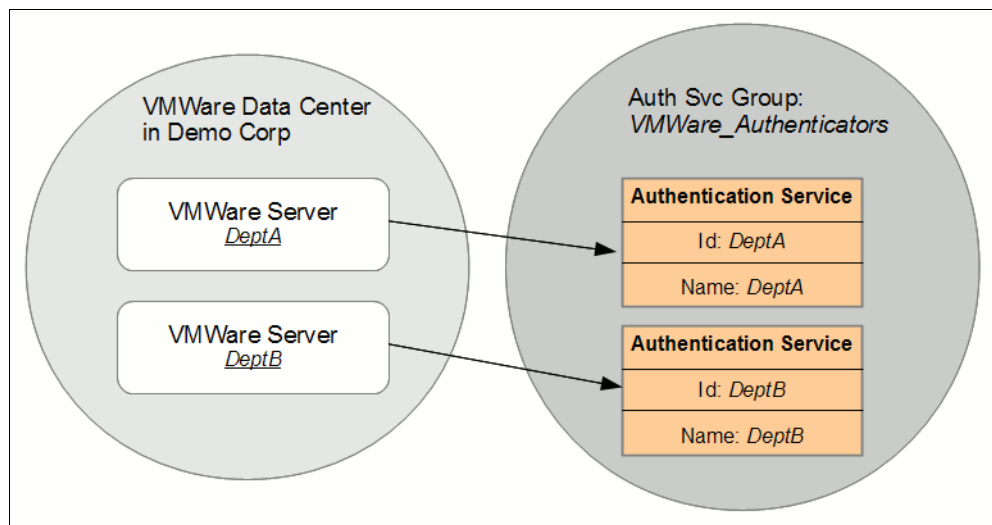 VMWare Data Center
in Demo Corp
VMWare Server
DeptA
VMWare Server
DeptB
Auth Svc Group:
VMWare_Authenticators
Authentication Service
Id: DeptA
Name: DeptA
Authentication Service
Id: DeptB
Name: DeptB